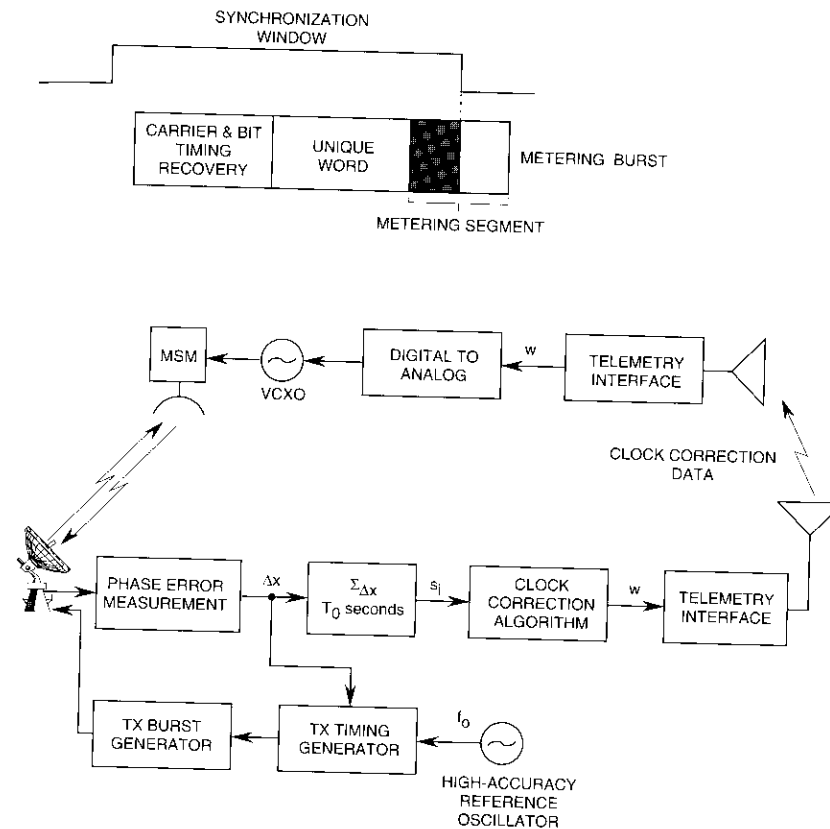 SYNCHRONIZATION
WINDOW
CARRIER & BIT
TIMING
RECOVERY
UNIQUE
WORD
METERING BURST
METERING SEGMENT
MSM
VCXO
DIGITAL TO
ANALOG
w
TELEMETRY
INTERFACE
CLOCK CORRECTION
DATA
PHASE ERROR
MEASUREMENT
Δx
ΣΔx
T0 seconds
si
CLOCK
CORRECTION
ALGORITHM
w
TELEMETRY
INTERFACE
TX BURST
GENERATOR
TX TIMING
GENERATOR
fo
HIGH-ACCURACY
REFERENCE
OSCILLATOR